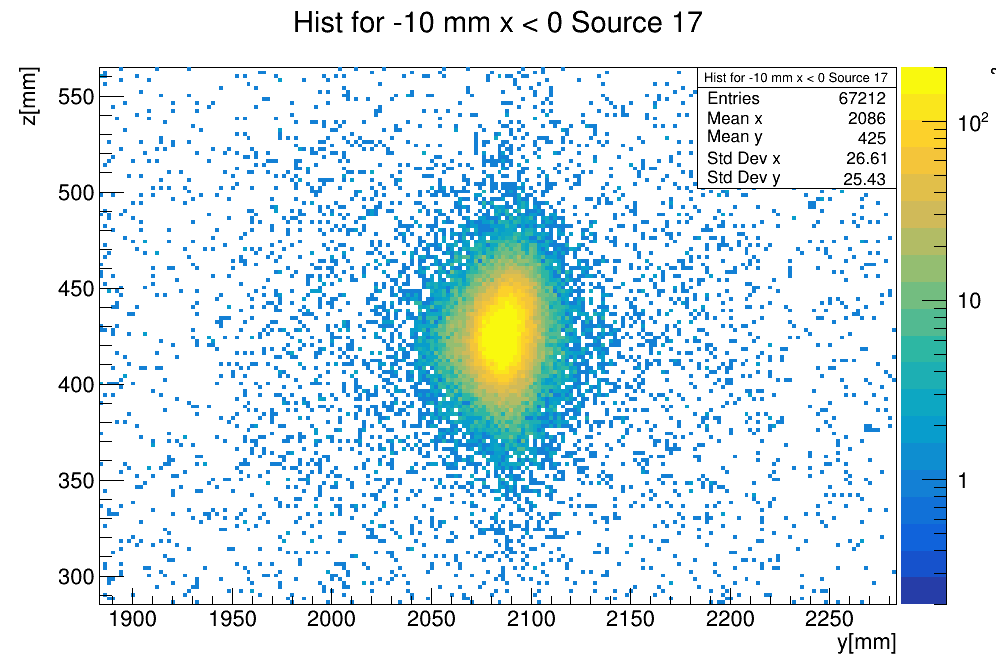 Hist for -10 mm x < 0 Source 17
z[mm]
Hist for -10 mm x < 0 Source 17
Entries 67212
Mean x 2086
Mean y 425
Std Dev x 26.61
Std Dev y 25.43
550
500
450
400
350
300
10²
10
1
1900 1950 2000 2050 2100 2150 2200 2250
y[mm]